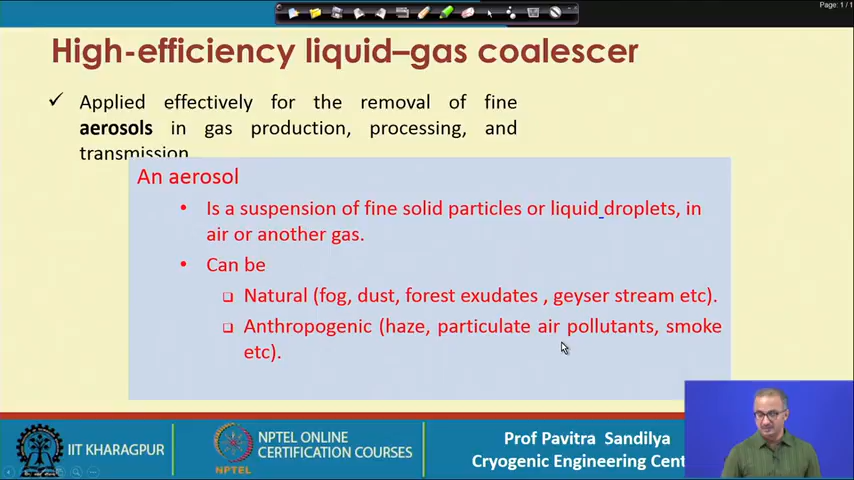 Page: 1 / 1
High-efficiency liquid–gas coalescer
✓ Applied effectively for the removal of fine
aerosols in gas production, processing, and
transmission
An aerosol
• Is a suspension of fine solid particles or liquid droplets, in
air or another gas.
• Can be
❑ Natural (fog, dust, forest exudates , geyser stream etc).
❑ Anthropogenic (haze, particulate air pollutants, smoke
etc).
IIT KHARAGPUR
NPTEL
NPTEL ONLINE
CERTIFICATION COURSES
Prof Pavitra Sandilya
Cryogenic Engineering Cent